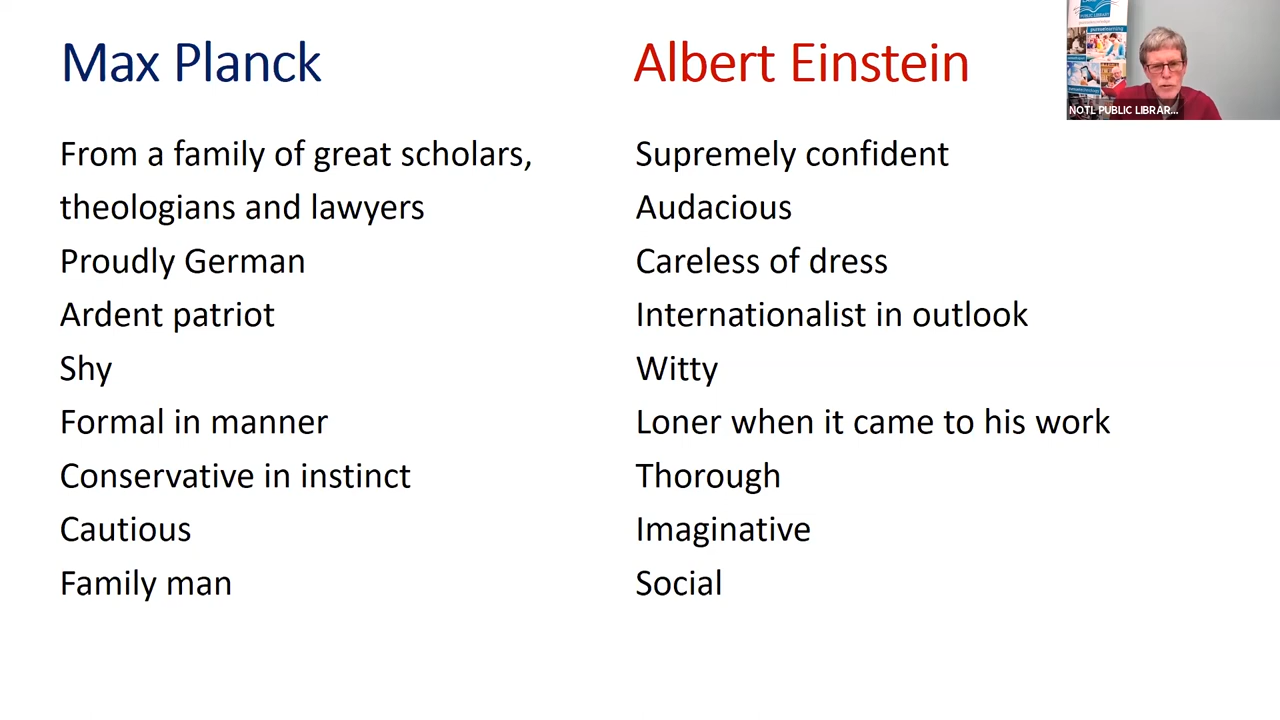 Max Planck
From a family of great scholars,
theologians and lawyers
Proudly German
Ardent patriot
Shy
Formal in manner
Conservative in instinct
Cautious
Family man
Albert Einstein
Supremely confident
Audacious
Careless of dress
Internationalist in outlook
Witty
Loner when it came to his work
Thorough
Imaginative
Social
PUBLIC LIBRARY
NOTL PUBLIC LIBRAR...